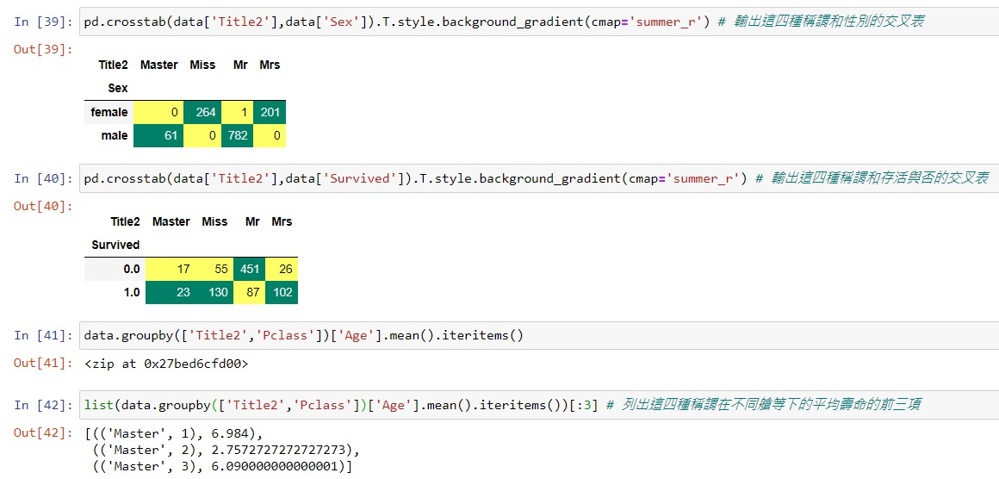 In [39]: pd.crosstab(data['Title2'],data['Sex']).T.style.background_gradient(cmap='summer_r') # 輸出這四種稱謂和性別的交叉表
Out[39]:
Title2 Master Miss Mr Mrs
Sex
female 0 264 1 201
male 61 0 782 0
In [40]: pd.crosstab(data['Title2'],data['Survived']).T.style.background_gradient(cmap='summer_r') # 輸出這四種稱謂和存活與否的交叉表
Out[40]:
Title2 Master Miss Mr Mrs
Survived
0.0 17 55 451 26
1.0 23 130 87 102
In [41]: data.groupby(['Title2','Pclass'])['Age'].mean().iteritems()
Out[41]: <zip at 0x27bed6cfd00>
In [42]: list(data.groupby(['Title2','Pclass'])['Age'].mean().iteritems())[:3] # 列出這四種稱謂在不同艙等下的平均壽命的前三項
Out[42]: [(('Master', 1), 6.984),
(('Master', 2), 2.7572727272727273),
(('Master', 3), 6.090000000000001)]